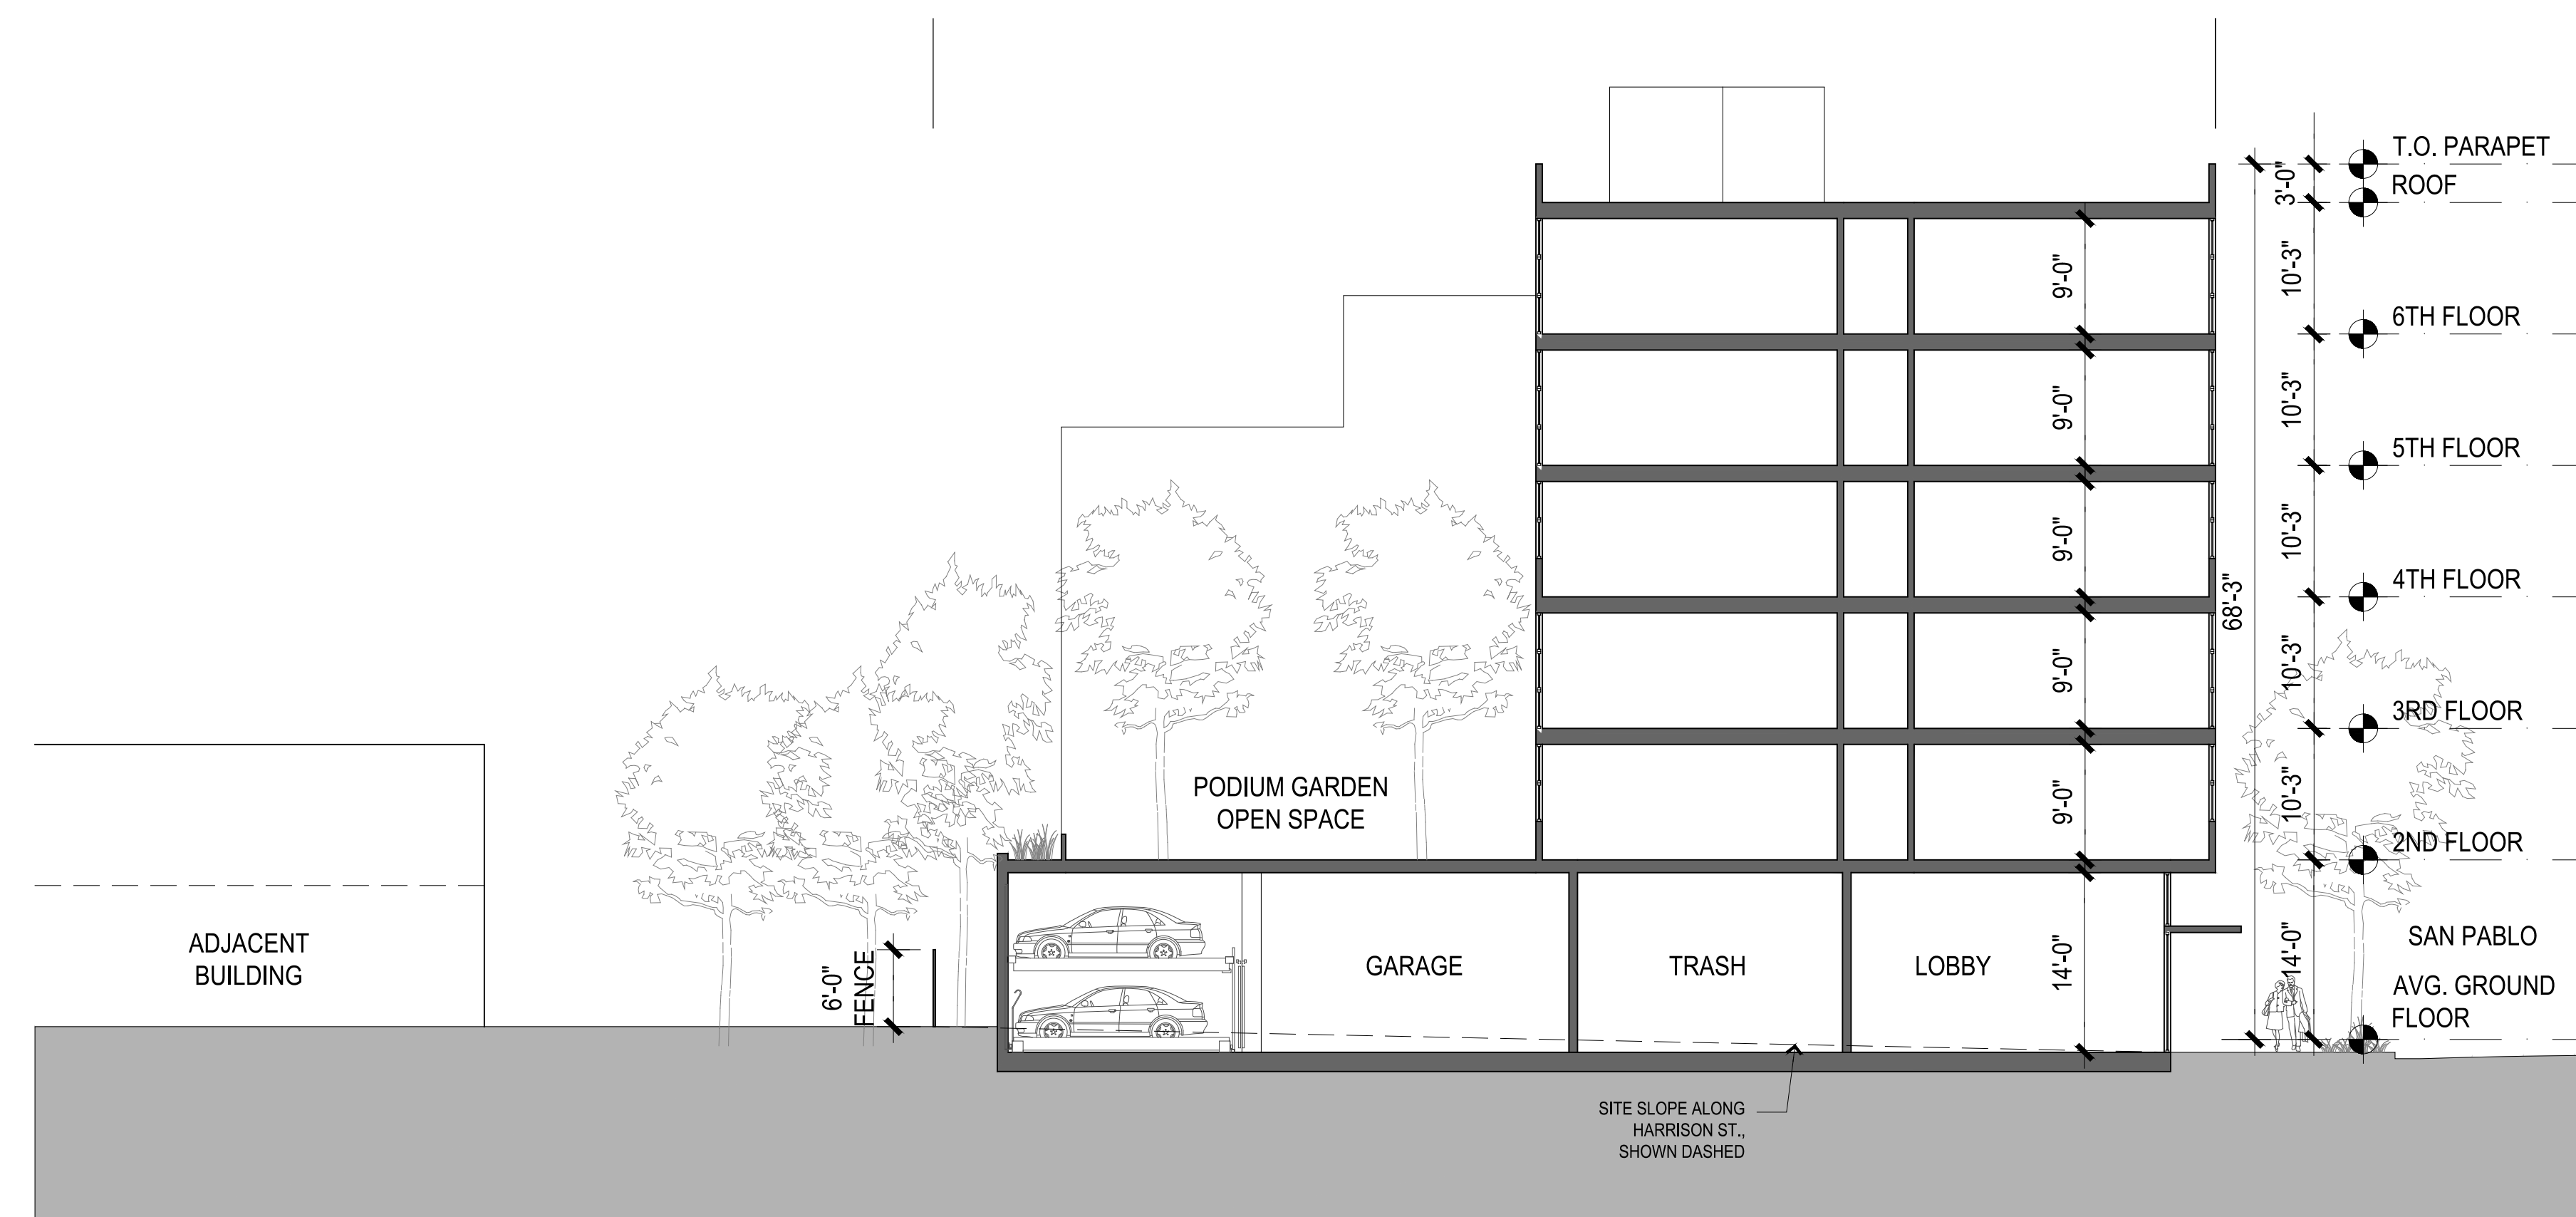 T.O. PARAPET
3'-0"
ROOF
10'-3"
9'-0"
6TH FLOOR
10'-3"
9'-0"
5TH FLOOR
10'-3"
9'-0"
4TH FLOOR
68'-3"
10'-3"
9'-0"
3RD FLOOR
10'-3"
9'-0"
2ND FLOOR
PODIUM GARDEN
OPEN SPACE
ADJACENT
BUILDING
6'-0"
FENCE
GARAGE
TRASH
LOBBY
14'-0"
14'-0"
SAN PABLO
AVG. GROUND
FLOOR
SITE SLOPE ALONG
HARRISON ST.,
SHOWN DASHED